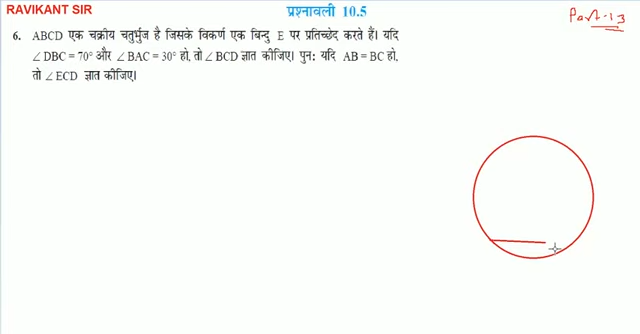 RAVIKANT SIR
प्रश्नावली 10.5
Part-13
6. ABCD एक चक्रीय चतुर्भुज है जिसके विकर्ण एक बिन्दु E पर प्रतिच्छेद करते हैं। यदि
∠ DBC = 70° और ∠ BAC = 30° हो, तो ∠ BCD ज्ञात कीजिए। पुन: यदि AB = BC हो,
तो ∠ ECD ज्ञात कीजिए।